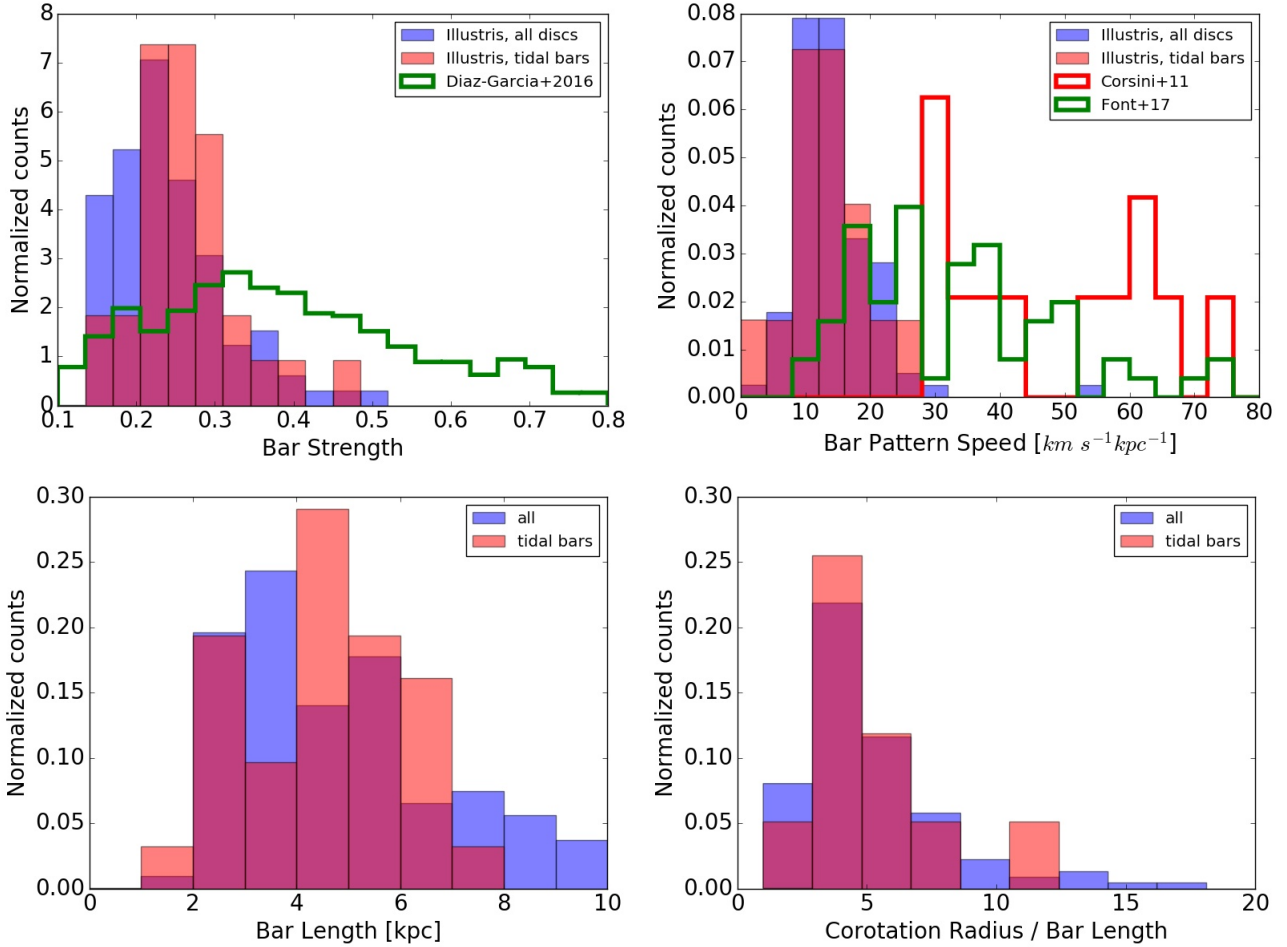 8
7
6
5
4
3
2
1
0
Normalized counts
Illustris, all discs
Illustris, tidal bars
Diaz-Garcia+2016
0.1 0.2 0.3 0.4 0.5 0.6 0.7 0.8
Bar Strength
0.08
0.07
0.06
0.05
0.04
0.03
0.02
0.01
0.00
Normalized counts
Illustris, all discs
Illustris, tidal bars
Corsini+11
Font+17
0 10 20 30 40 50 60 70 80
Bar Pattern Speed [km s⁻¹kpc⁻¹]
0.30
0.25
0.20
0.15
0.10
0.05
0.00
Normalized counts
all
tidal bars
0 2 4 6 8 10
Bar Length [kpc]
0.30
0.25
0.20
0.15
0.10
0.05
0.00
Normalized counts
all
tidal bars
0 5 10 15 20
Corotation Radius / Bar Length